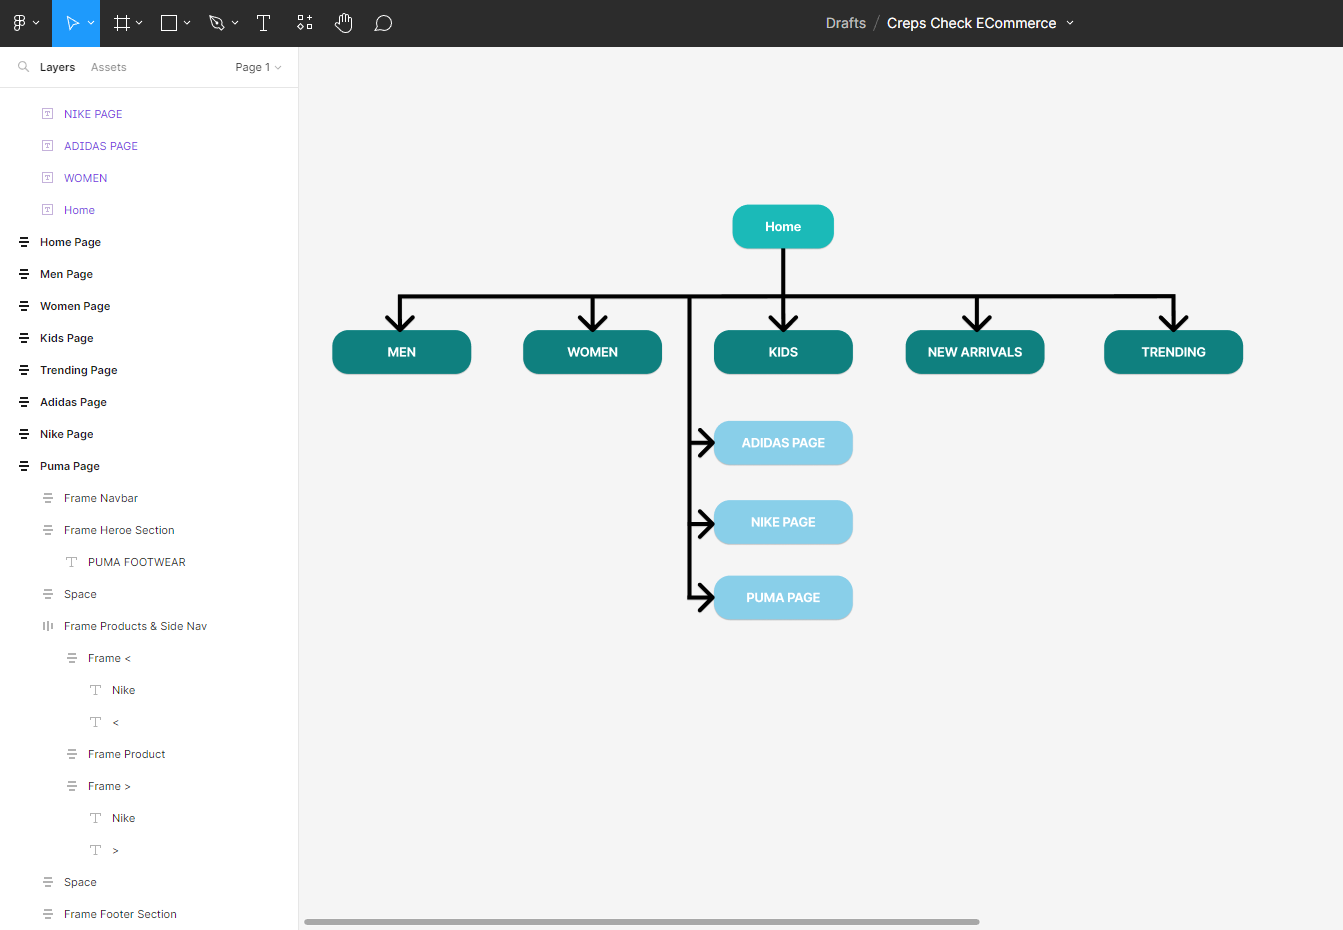 Drafts / Creps Check ECommerce
Layers Assets Page 1
NIKE PAGE
ADIDAS PAGE
WOMEN
Home
Home Page
Men Page
Women Page
Kids Page
Trending Page
Adidas Page
Nike Page
Puma Page
Frame Navbar
Frame Heroe Section
PUMA FOOTWEAR
Space
Frame Products & Side Nav
Frame <
Nike
<
Frame Product
Frame >
Nike
>
Space
Frame Footer Section
Home
MEN WOMEN KIDS NEW ARRIVALS TRENDING
ADIDAS PAGE
NIKE PAGE
PUMA PAGE